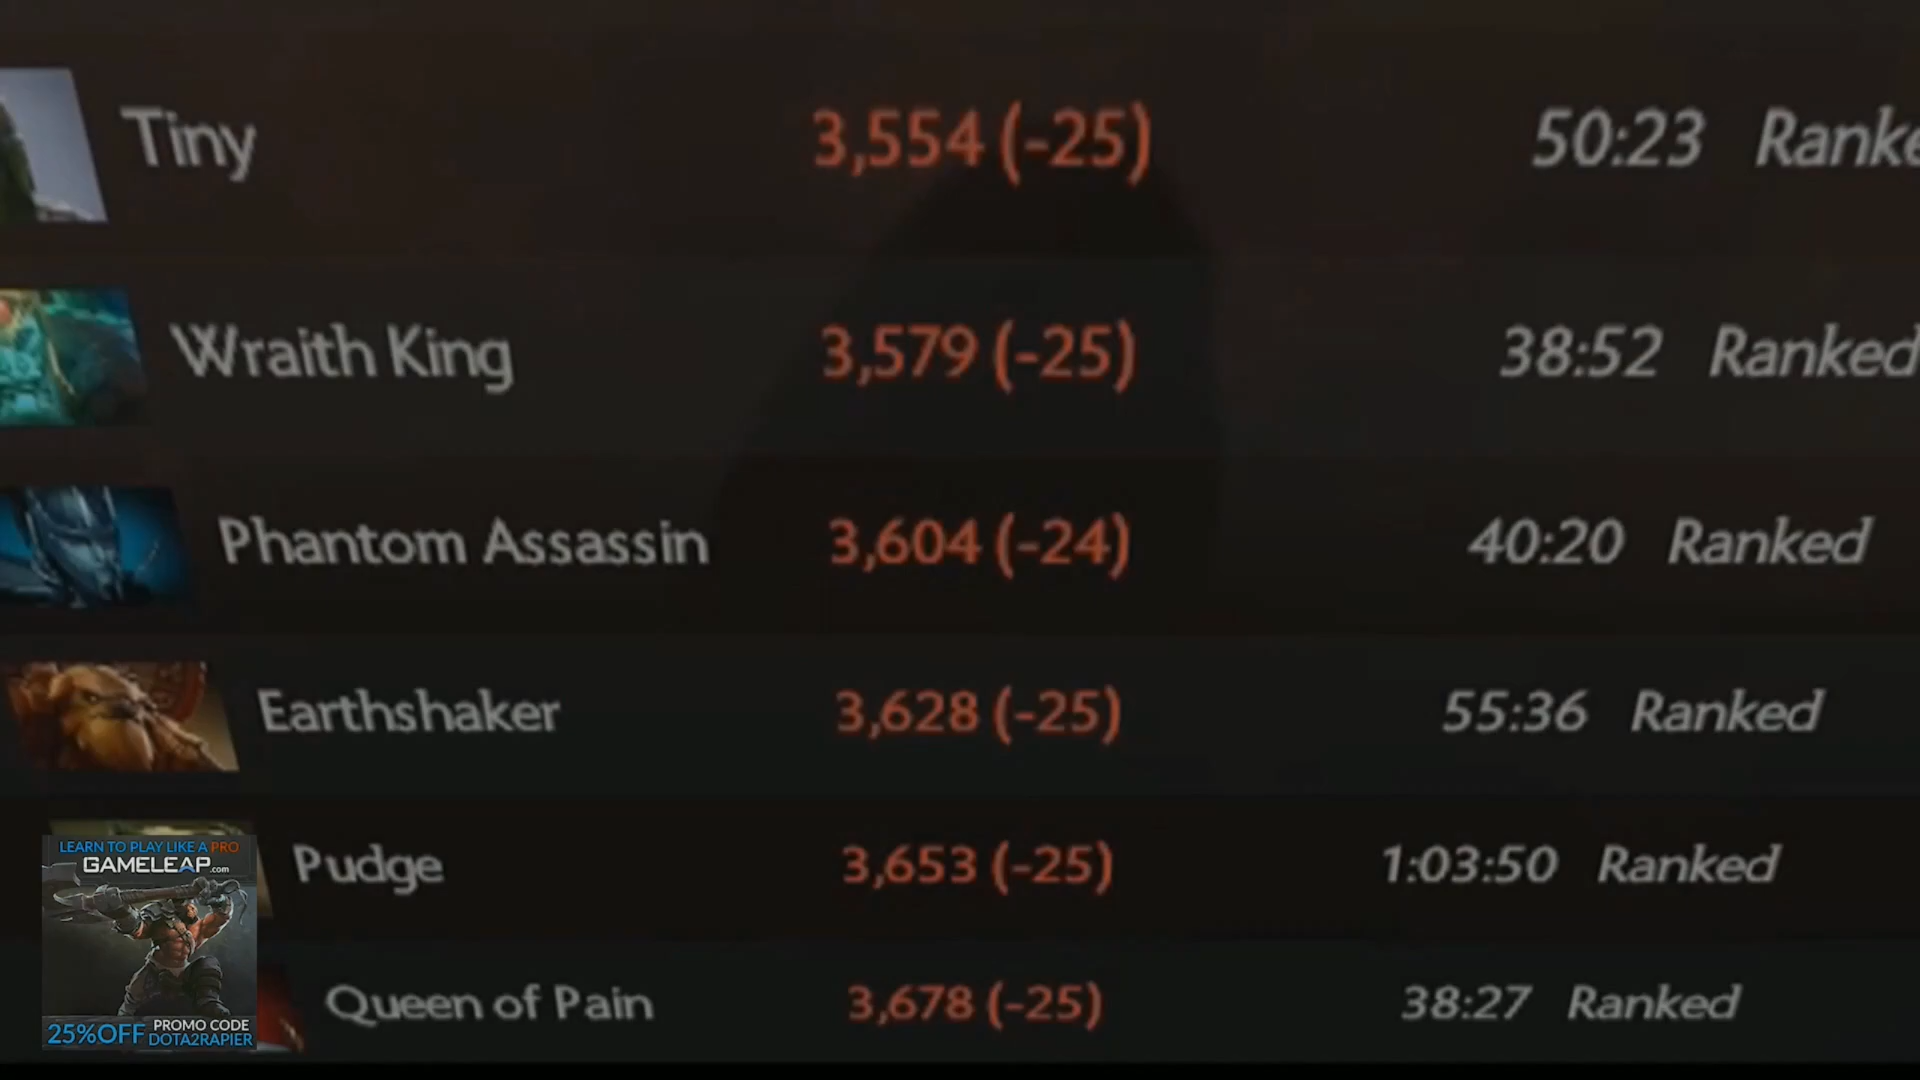 Tiny 3,554 (-25) 50:23 Ranke
Wraith King 3,579 (-25) 38:52 Ranked
Phantom Assassin 3,604 (-24) 40:20 Ranked
Earthshaker 3,628 (-25) 55:36 Ranked
Pudge 3,653 (-25) 1:03:50 Ranked
Queen of Pain 3,678 (-25) 38:27 Ranked
LEARN TO PLAY LIKE A PRO
GAMELEAP.com
25%OFF PROMO CODE
DOTA2RAPIER